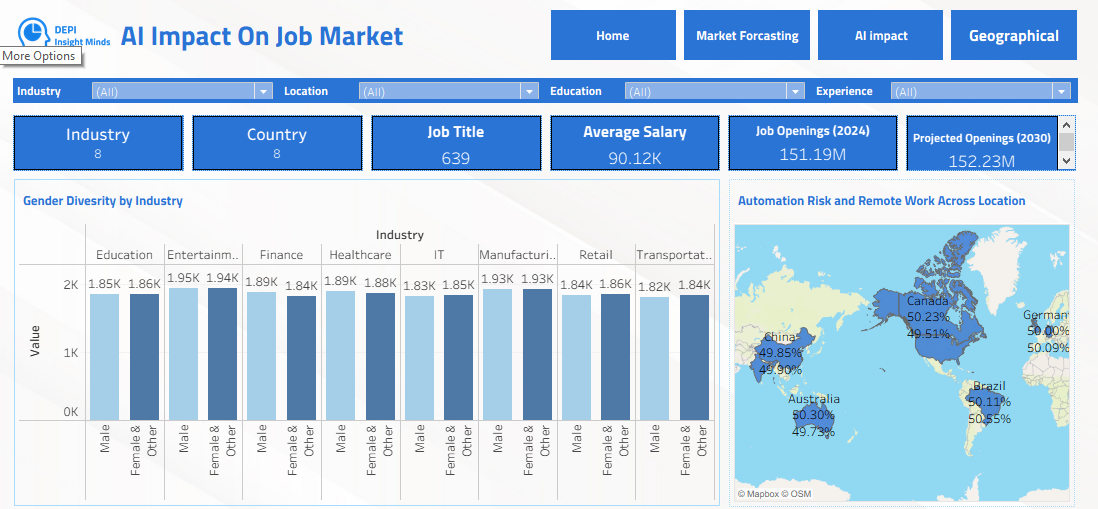 DEPI
Insight Minds
More Options
AI Impact On Job Market
Home
Market Forcasting
AI impact
Geographical
Industry
(All)
Location
(All)
Education
(All)
Experience
(All)
Industry
8
Country
8
Job Title
639
Average Salary
90.12K
Job Openings (2024)
151.19M
Projected Openings (2030)
152.23M
Gender Divesrity by Industry
Industry
Education
Entertainm..
Finance
Healthcare
IT
Manufacturi..
Retail
Transportat..
Value
2K
1K
0K
1.85K
1.86K
1.95K
1.94K
1.89K
1.84K
1.89K
1.88K
1.83K
1.85K
1.93K
1.93K
1.84K
1.86K
1.82K
1.84K
Male
Female &
Other
Male
Female &
Other
Male
Female &
Other
Male
Female &
Other
Male
Female &
Other
Male
Female &
Other
Male
Female &
Other
Male
Female &
Other
Automation Risk and Remote Work Across Location
Canada
50.23%
49.51%
German
50.00%
50.09%
China
49.85%
49.90%
Brazil
50.11%
50.55%
Australia
50.30%
49.73%
© Mapbox © OSM